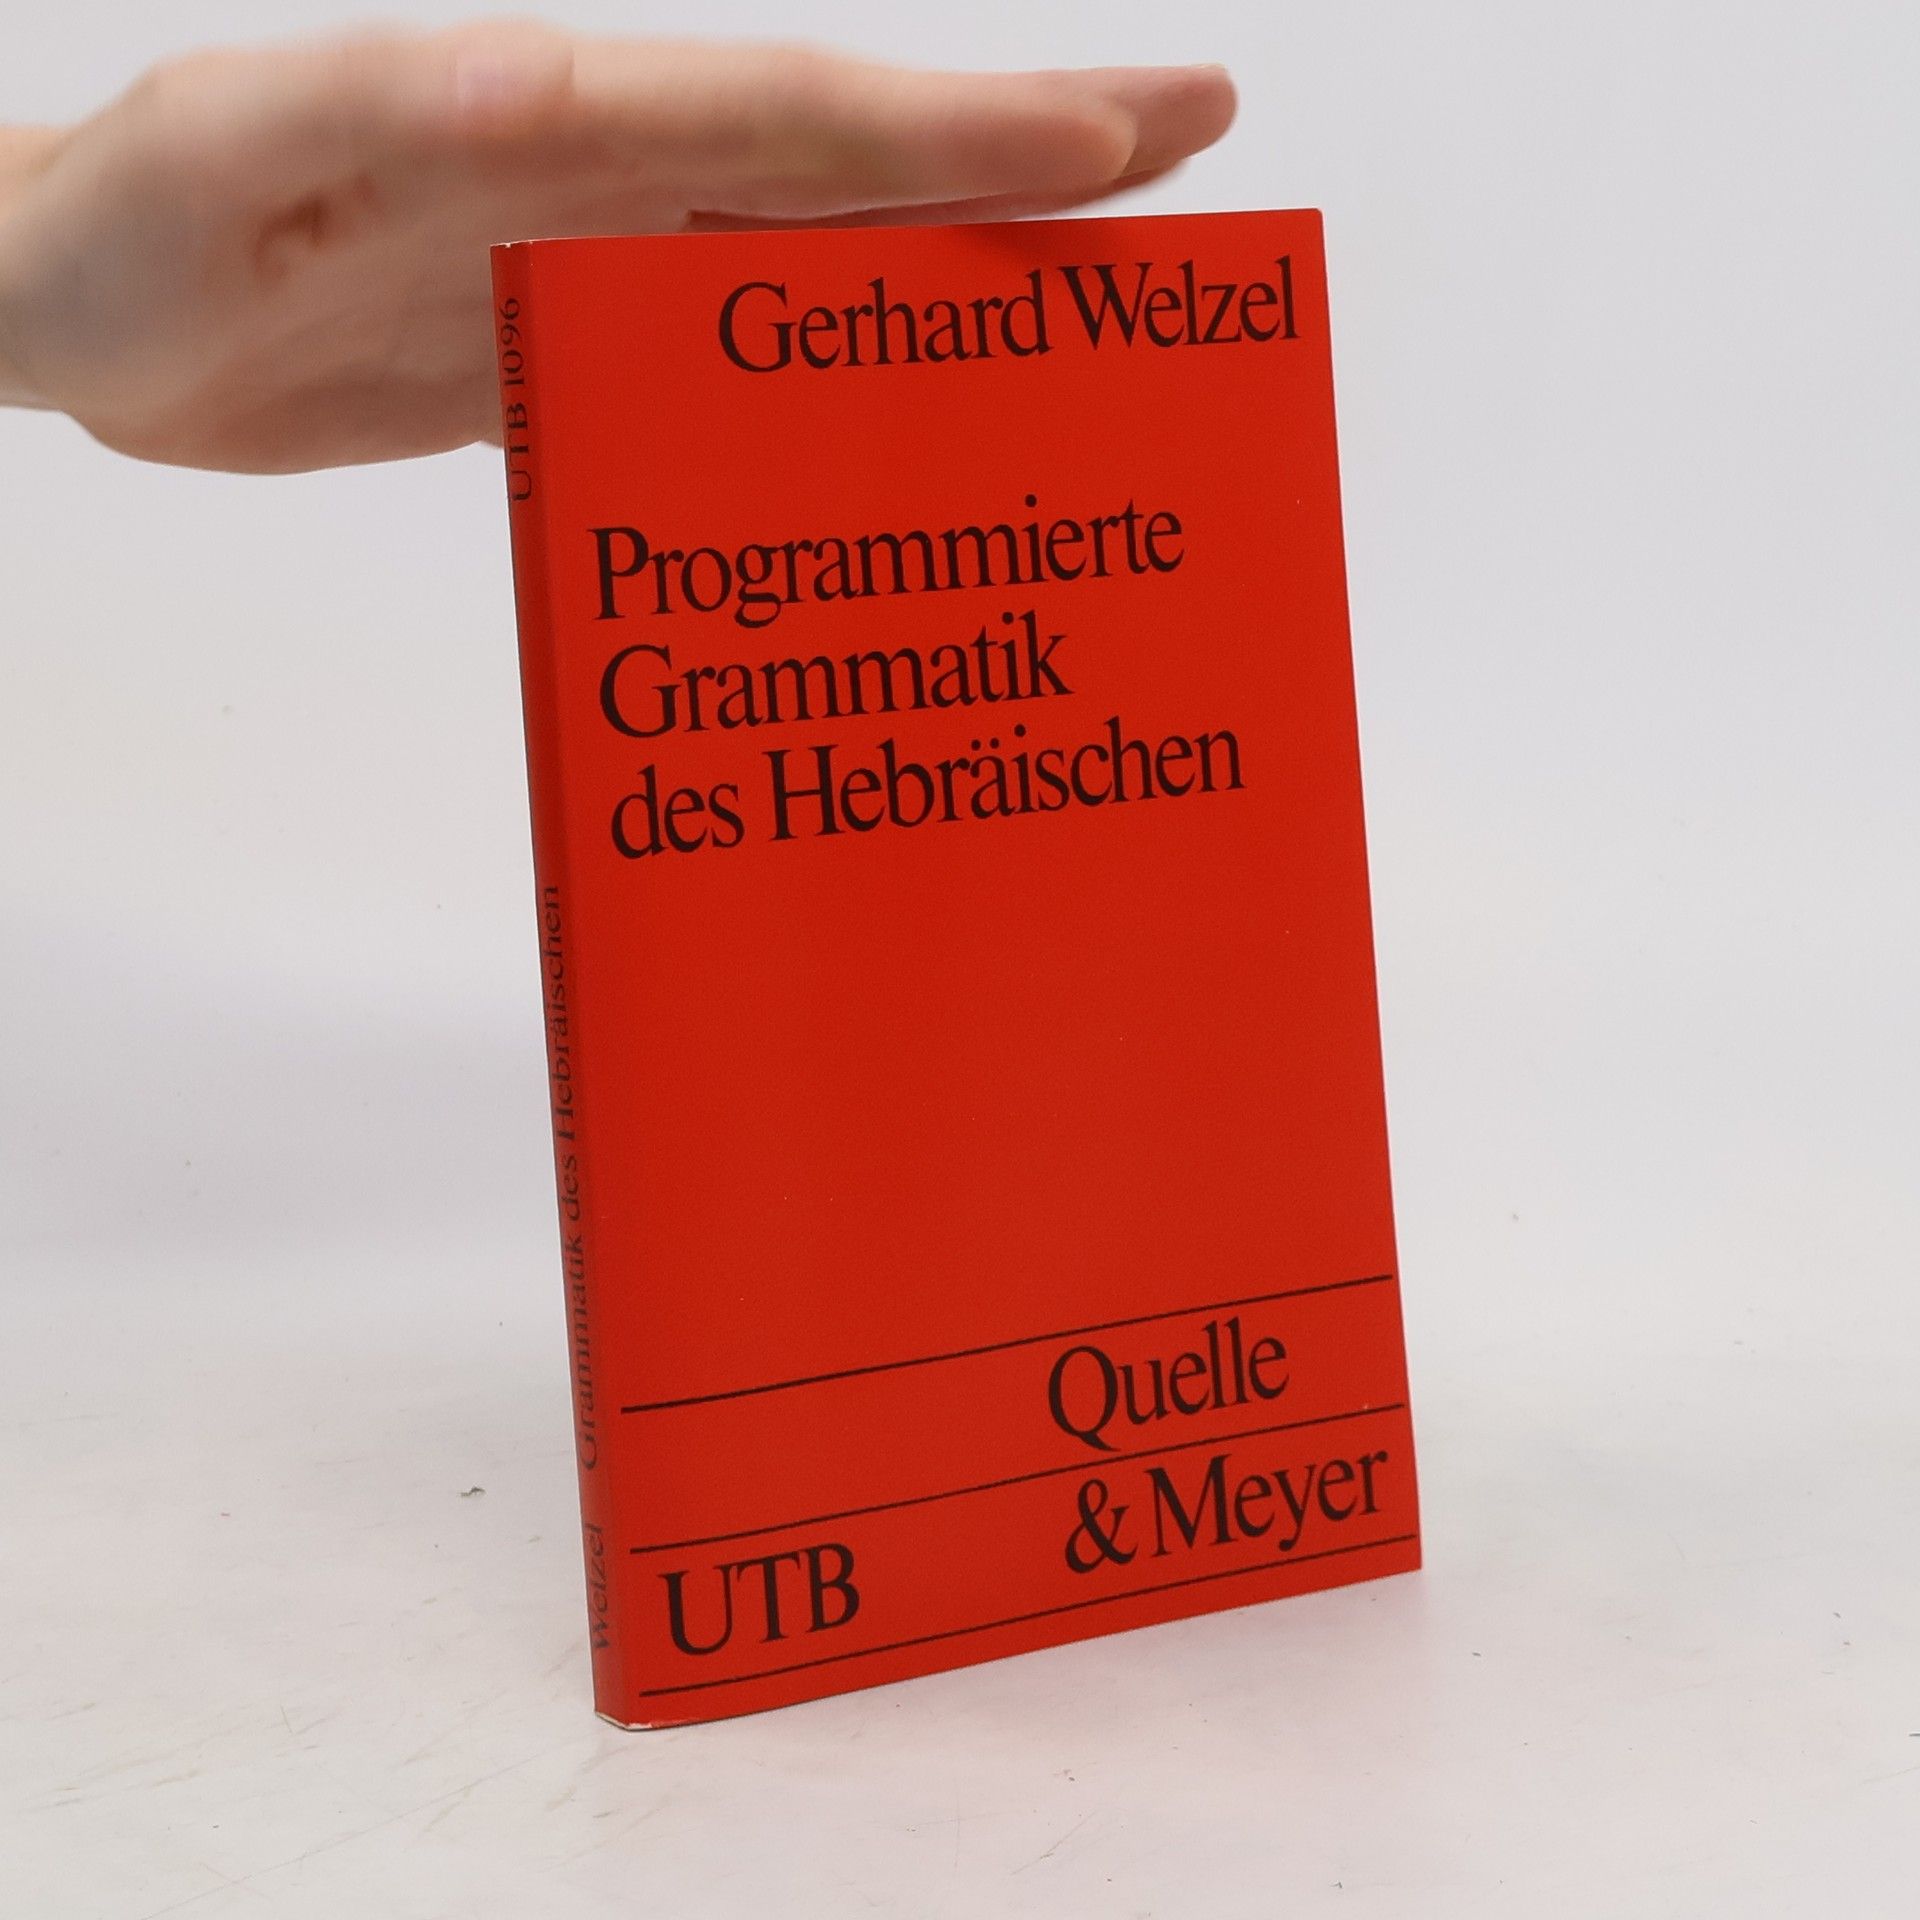 Gerhard Welzel
Programmierte
Grammatik
des Hebräischen
Quelle
& Meyer
UTB
Welzel Grammatik des Hebräischen UTB 1096